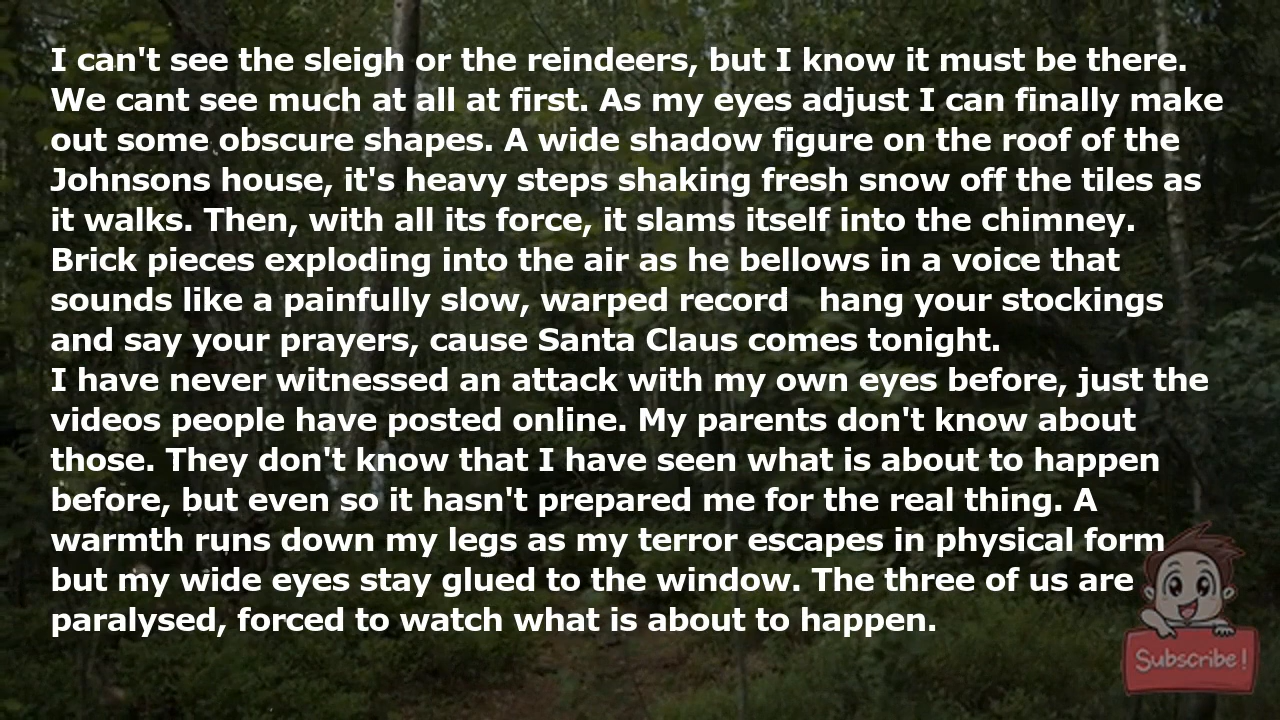 I can't see the sleigh or the reindeers, but I know it must be there.
We cant see much at all at first. As my eyes adjust I can finally make
out some obscure shapes. A wide shadow figure on the roof of the
Johnsons house, it's heavy steps shaking fresh snow off the tiles as
it walks. Then, with all its force, it slams itself into the chimney.
Brick pieces exploding into the air as he bellows in a voice that
sounds like a painfully slow, warped record   hang your stockings
and say your prayers, cause Santa Claus comes tonight.
I have never witnessed an attack with my own eyes before, just the
videos people have posted online. My parents don't know about
those. They don't know that I have seen what is about to happen
before, but even so it hasn't prepared me for the real thing. A
warmth runs down my legs as my terror escapes in physical form
but my wide eyes stay glued to the window. The three of us are
paralysed, forced to watch what is about to happen.
Subscribe!